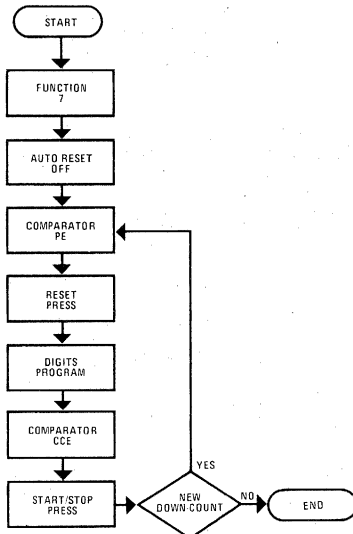 START
FUNCTION
7
AUTO RESET
OFF
COMPARATOR
PE
RESET
PRESS
DIGITS
PROGRAM
COMPARATOR
CCE
START/STOP
PRESS
YES
NEW
DOWN-COUNT
NO
END